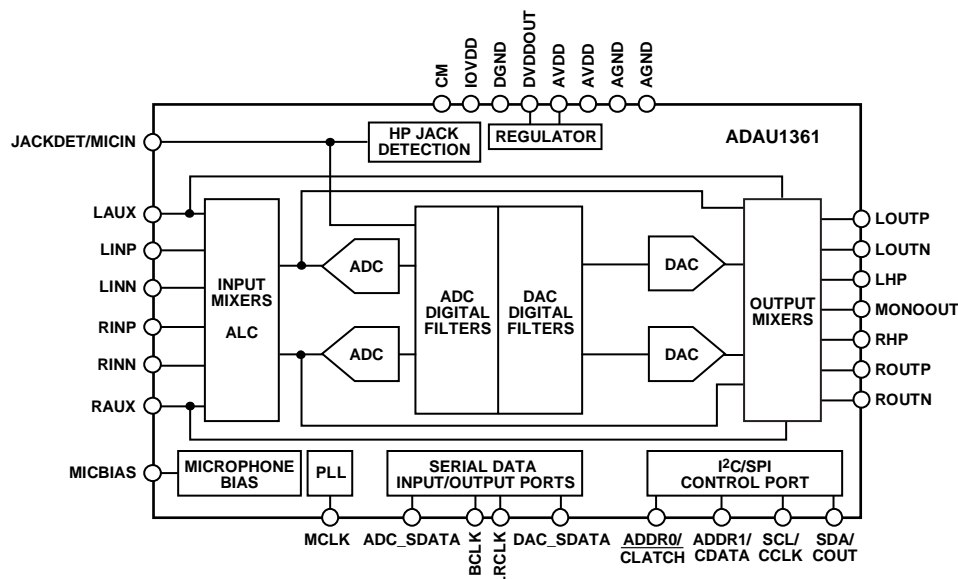 CM
IOVDD
DGND
DVDDOUT
AVDD
AVDD
AGND
AGND
JACKDET/MICIN
HP JACK
DETECTION
REGULATOR
ADAU1361
LAUX
LINP
LINN
RINP
RINN
RAUX
INPUT
MIXERS
ALC
ADC
ADC
ADC
DIGITAL
FILTERS
DAC
DIGITAL
FILTERS
DAC
DAC
OUTPUT
MIXERS
LOUTP
LOUTN
LHP
MONOOUT
RHP
ROUTP
ROUTN
MICBIAS
MICROPHONE
BIAS
PLL
SERIAL DATA
INPUT/OUTPUT PORTS
I²C/SPI
CONTROL PORT
MCLK
ADC_SDATA
BCLK
LRCLK
DAC_SDATA
ADDR0/
CLATCH
ADDR1/
CDATA
SCL/
CCLK
SDA/
COUT